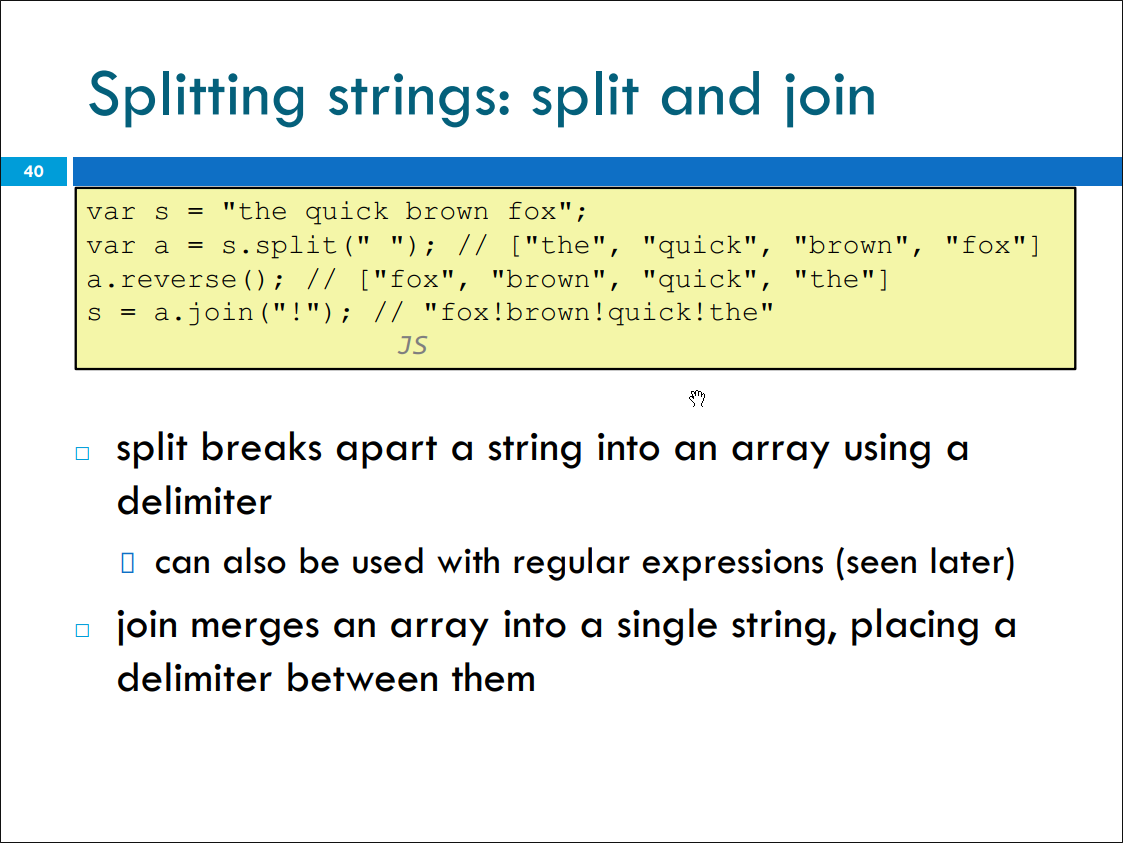 Splitting strings: split and join
40
var s = "the quick brown fox";
var a = s.split(" "); // ["the", "quick", "brown", "fox"]
a.reverse(); // ["fox", "brown", "quick", "the"]
s = a.join("!"); // "fox!brown!quick!the"
JS
split breaks apart a string into an array using a
delimiter
can also be used with regular expressions (seen later)
join merges an array into a single string, placing a
delimiter between them